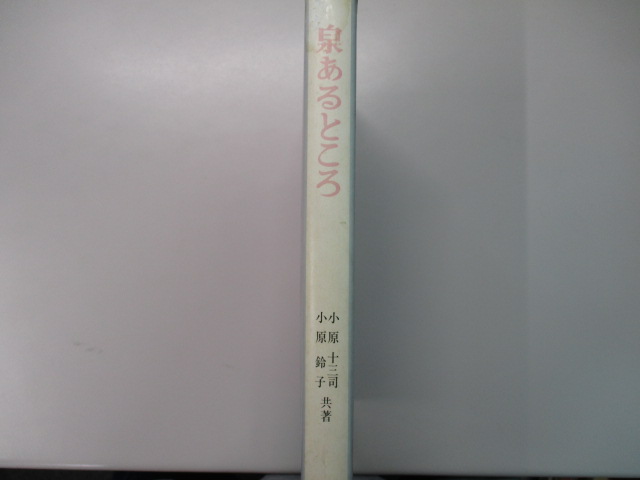 泉あるところ
小原十三司
小原鈴子
共著